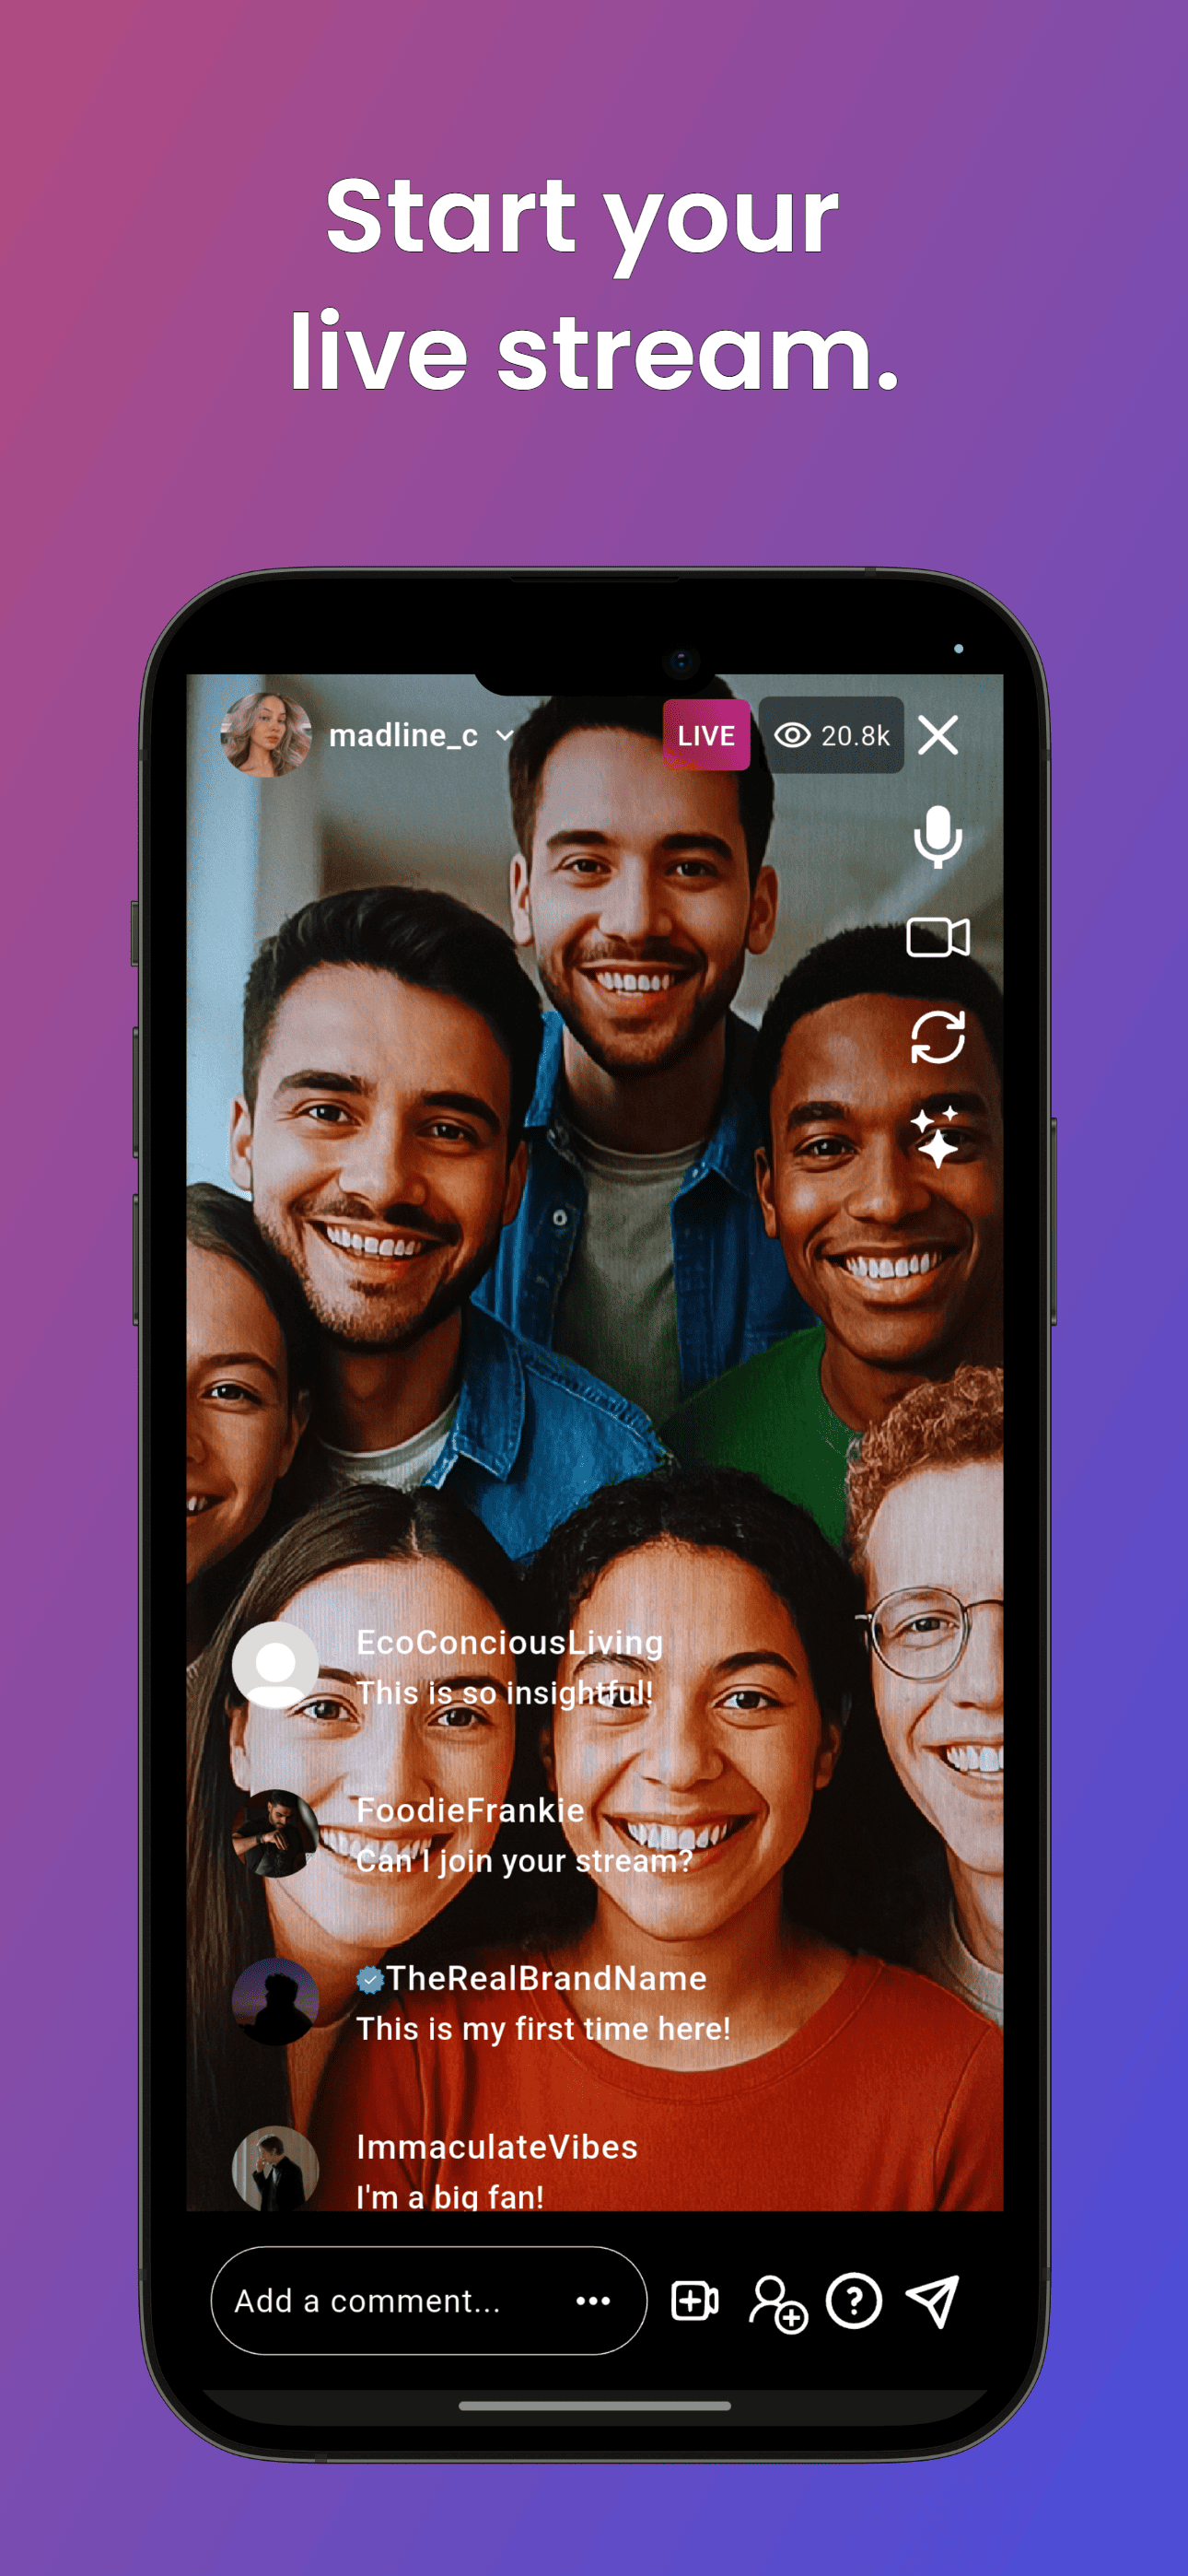 Start your
live stream.
madline_c
LIVE
20.8k
EcoConciousLiving
This is so insightful!
FoodieFrankie
Can I join your stream?
TheRealBrandName
This is my first time here!
ImmaculateVibes
I'm a big fan!
Add a comment...